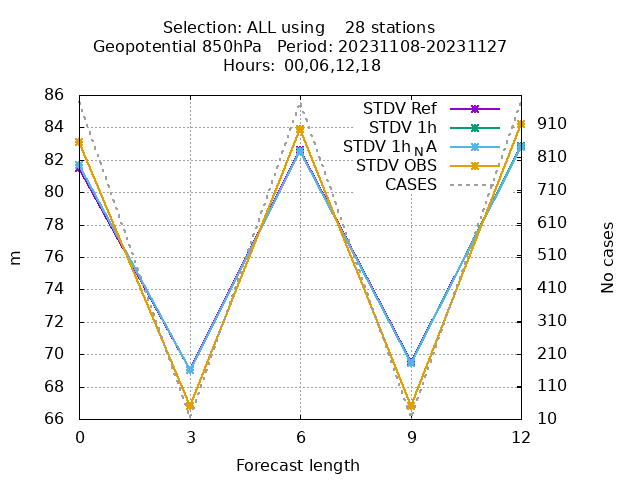 Selection: ALL using    28 stations
Geopotential 850hPa   Period: 20231108-20231127
Hours: 00,06,12,18
86
84
82
80
78
76
74
72
70
68
66
m
STDV Ref
STDV 1h
STDV 1h_NA
STDV OBS
CASES
910
810
710
610
510
410
310
210
110
10
No cases
0 3 6 9 12
Forecast length